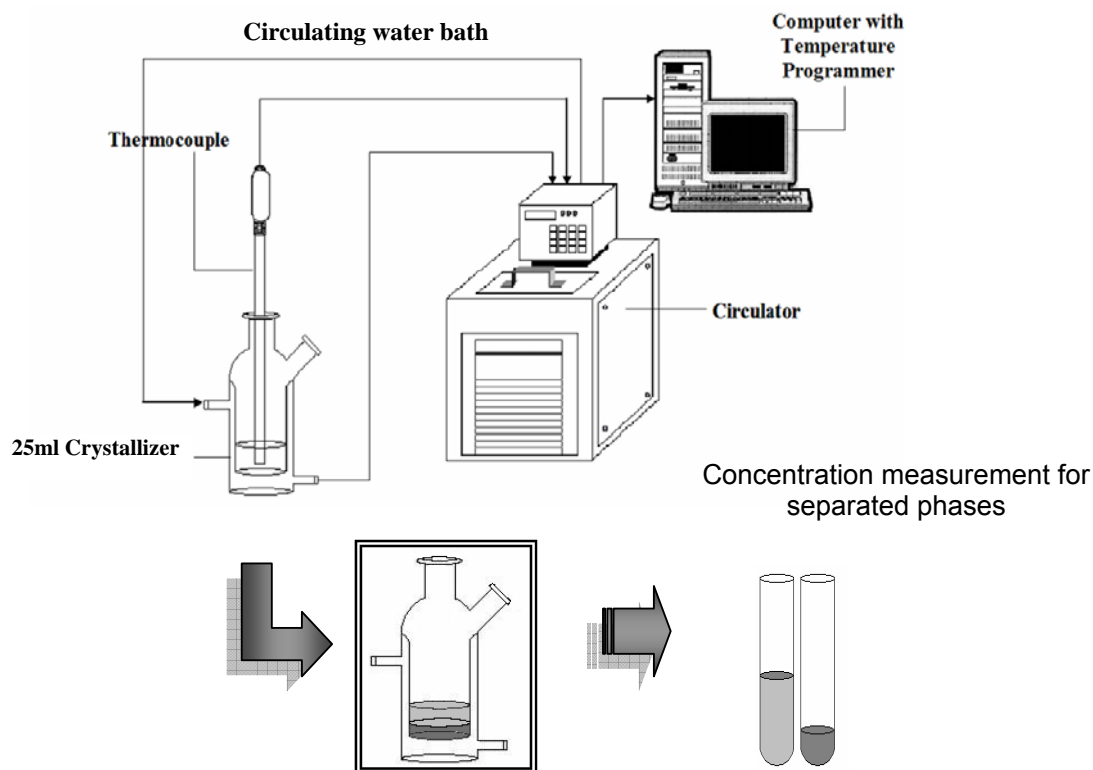 Circulating water bath
Computer with
Temperature
Programmer
Thermocouple
Circulator
25ml Crystallizer
Concentration measurement for
separated phases